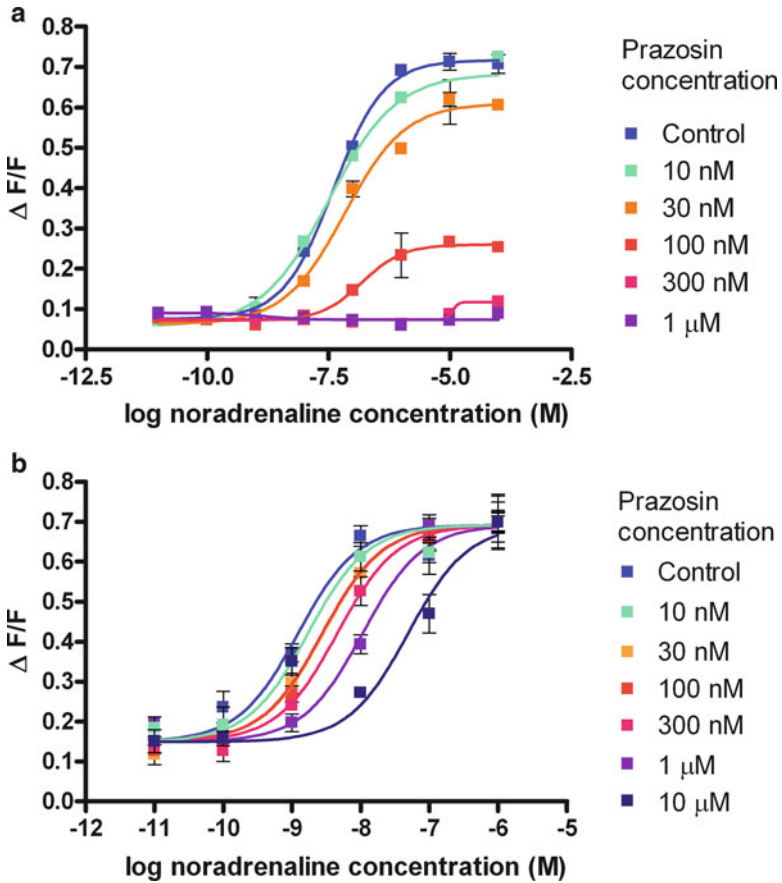 a
0.8
0.7
0.6
0.5
0.4
0.3
0.2
0.1
0.0
Δ F/F
-12.5 -10.0 -7.5 -5.0 -2.5
log noradrenaline concentration (M)
Prazosin
concentration
Control
10 nM
30 nM
100 nM
300 nM
1 μM
b
0.8
0.7
0.6
0.5
0.4
0.3
0.2
0.1
0.0
Δ F/F
-12 -11 -10 -9 -8 -7 -6 -5
log noradrenaline concentration (M)
Prazosin
concentration
Control
10 nM
30 nM
100 nM
300 nM
1 μM
10 μM